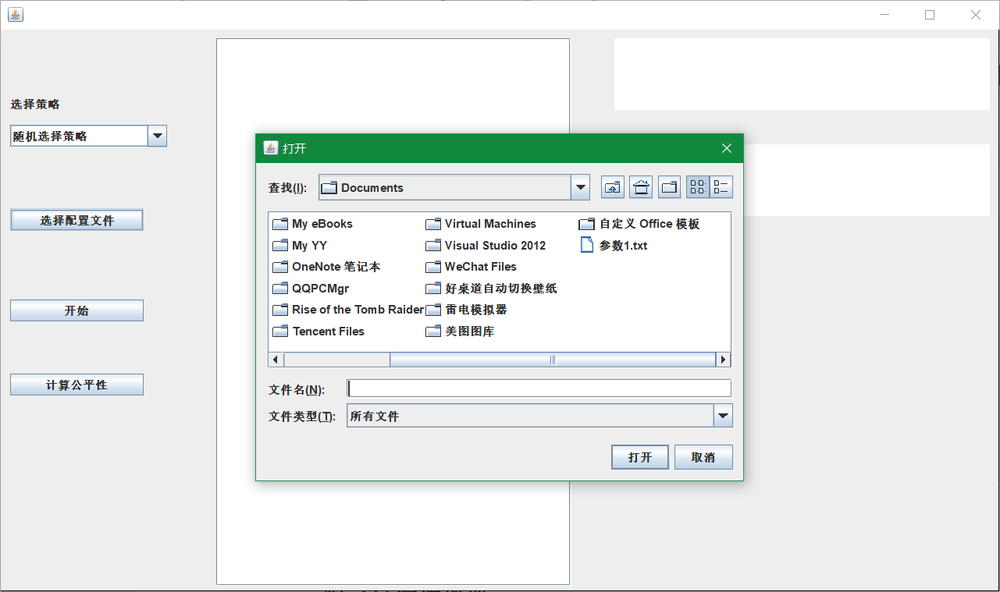 选择策略
随机选择策略
选择配置文件
开始
计算公平性
打开
查找(I):
Documents
My eBooks
My YY
OneNote 笔记本
QQPCMgr
Rise of the Tomb Raider
Tencent Files
Virtual Machines
Visual Studio 2012
WeChat Files
好桌道自动切换壁纸
雷电模拟器
美图图库
自定义 Office 模板
参数1.txt
文件名(N):
文件类型(T):
所有文件
打开
取消